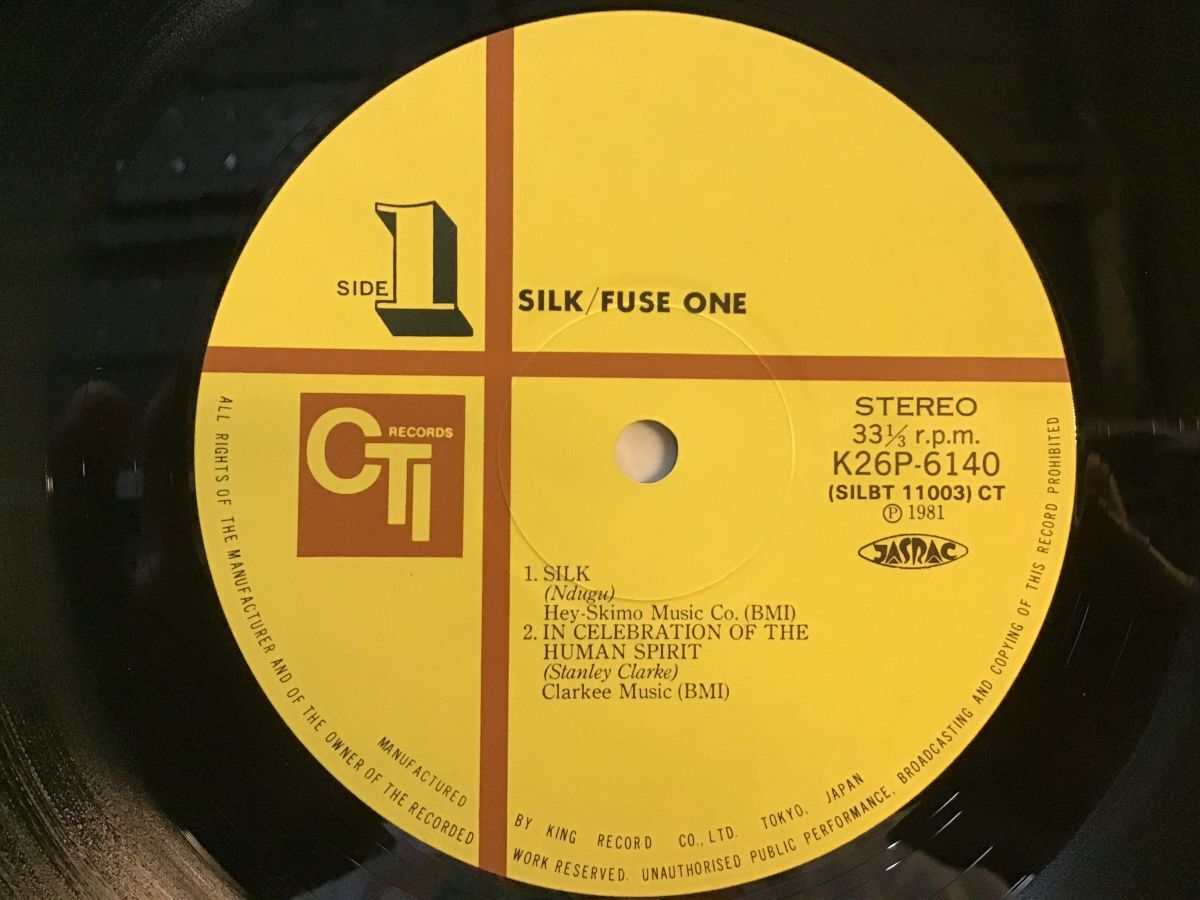 SIDE 1
SILK/FUSE ONE
CTI RECORDS
STEREO
33⅓ r.p.m.
K26P-6140
(SILBT 11003) CT
Ⓟ 1981
JASRAC
1. SILK
(Ndugu)
Hey-Skimo Music Co. (BMI)
2. IN CELEBRATION OF THE
HUMAN SPIRIT
(Stanley Clarke)
Clarkee Music (BMI)
MANUFACTURED BY KING RECORD CO., LTD. TOKYO, JAPAN
ALL RIGHTS OF THE MANUFACTURER AND OF THE OWNER OF THE RECORDED WORK RESERVED. UNAUTHORISED PUBLIC PERFORMANCE, BROADCASTING AND COPYING OF THIS RECORD PROHIBITED